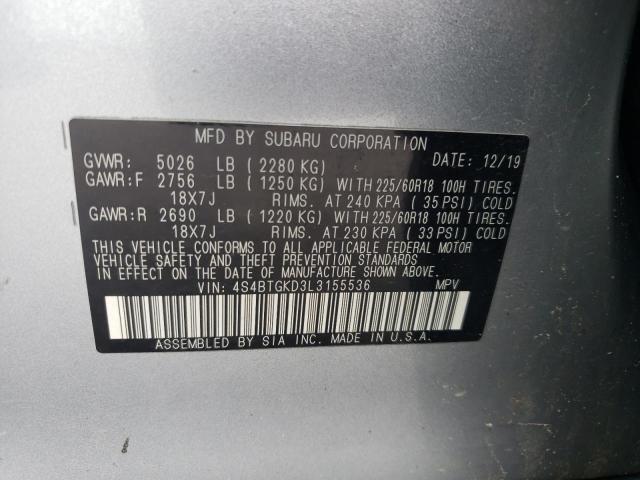 MFD BY SUBARU CORPORATION
GVWR: 5026 LB ( 2280 KG) DATE: 12/19
GAWR:F 2756 LB ( 1250 KG) WITH 225/60R18 100H TIRES.
18X7J RIMS. AT 240 KPA ( 35 PSI) COLD
GAWR:R 2690 LB ( 1220 KG) WITH 225/60R18 100H TIRES.
18X7J RIMS. AT 230 KPA ( 33 PSI) COLD
THIS VEHICLE CONFORMS TO ALL APPLICABLE FEDERAL MOTOR
VEHICLE SAFETY AND THEFT PREVENTION STANDARDS
IN EFFECT ON THE DATE OF MANUFACTURE SHOWN ABOVE.
VIN: 4S4BTGKD3L3155536 MPV
ASSEMBLED BY SIA INC. MADE IN U.S.A.